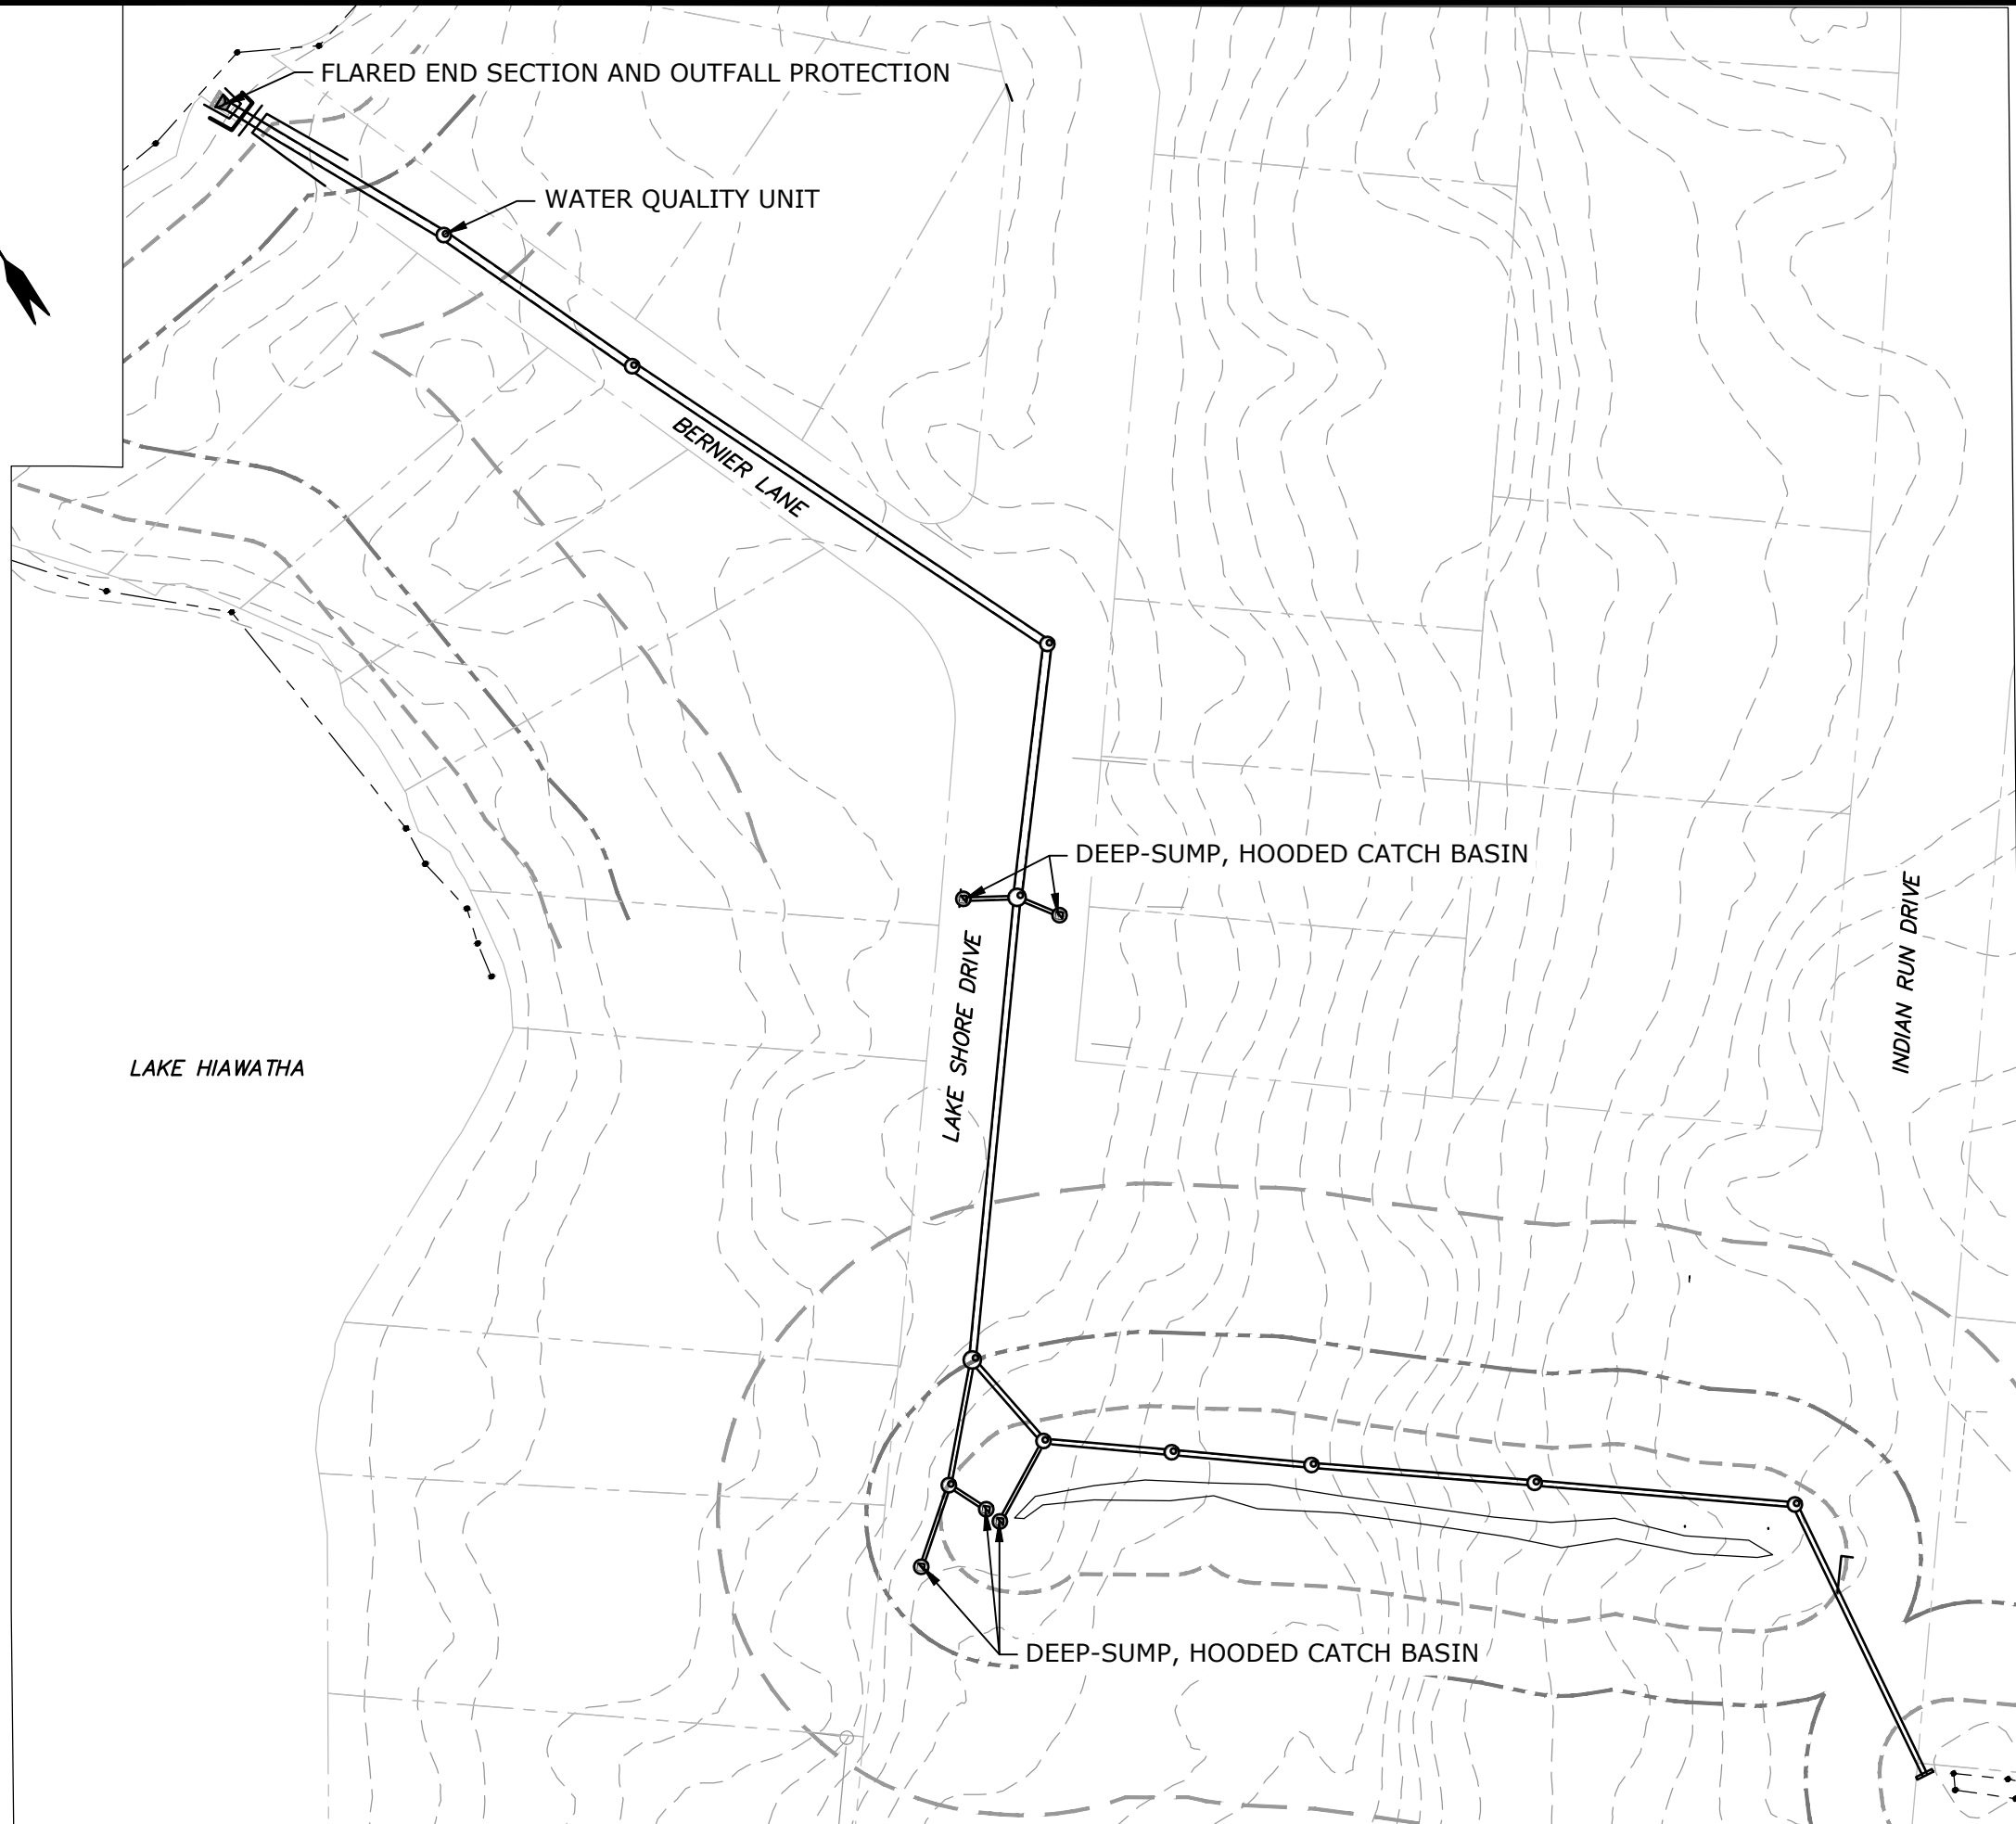 FLARED END SECTION AND OUTFALL PROTECTION
WATER QUALITY UNIT
BERNIER LANE
DEEP-SUMP, HOODED CATCH BASIN
LAKE SHORE DRIVE
INDIAN RUN DRIVE
LAKE HIAWATHA
DEEP-SUMP, HOODED CATCH BASIN